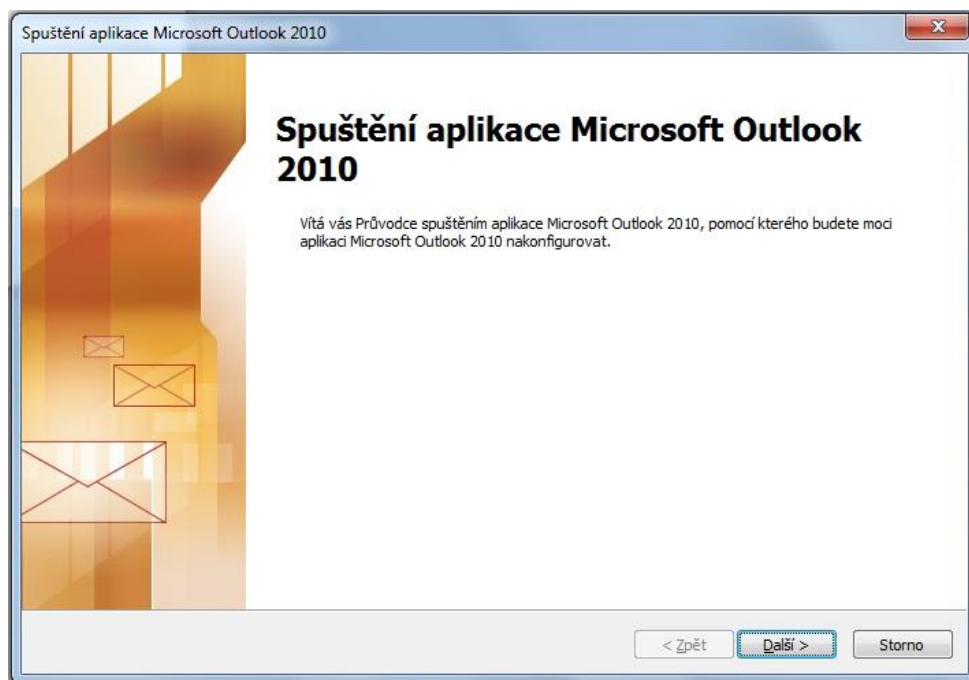 Spuštění aplikace Microsoft Outlook 2010
Spuštění aplikace Microsoft Outlook
2010
Vítá vás Průvodce spuštěním aplikace Microsoft Outlook 2010, pomocí kterého budete moci
aplikaci Microsoft Outlook 2010 nakonfigurovat.
< Zpět
Další >
Storno